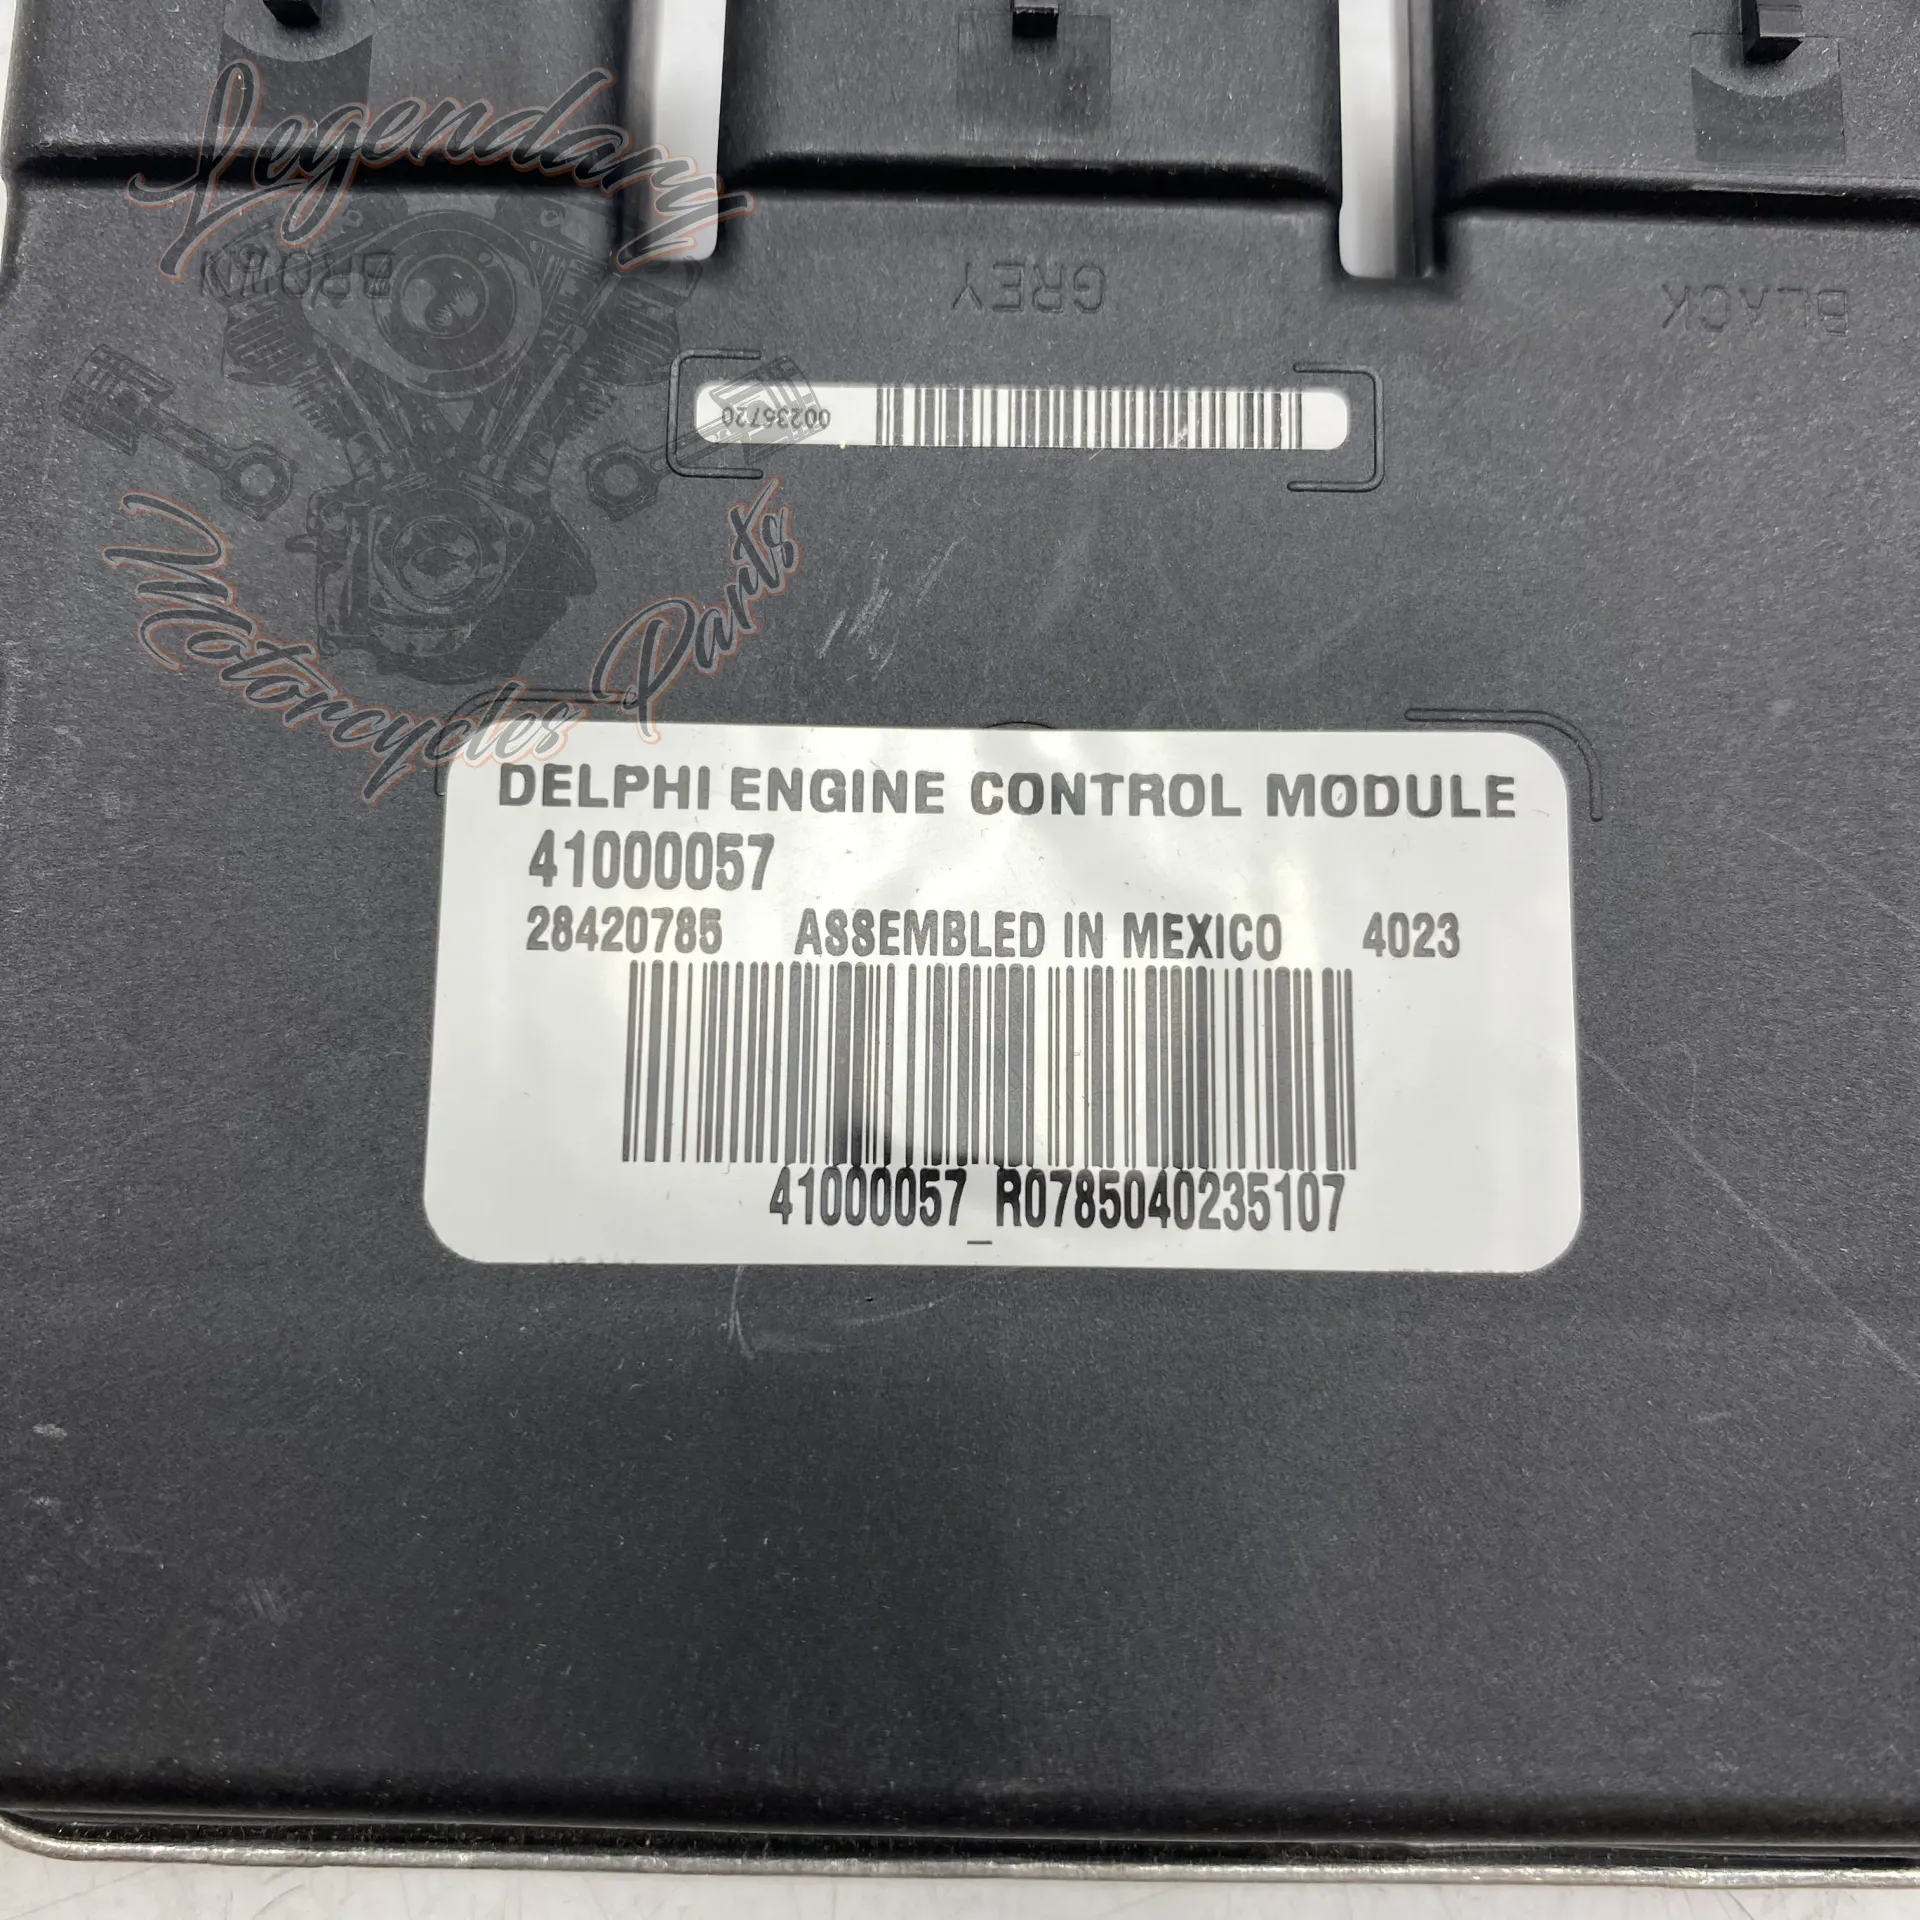 Legendary
BROWN GREY BLACK
00235720
Motorcycles Parts
DELPHI ENGINE CONTROL MODULE
41000057
28420785 ASSEMBLED IN MEXICO 4023
41000057_R0785040235107